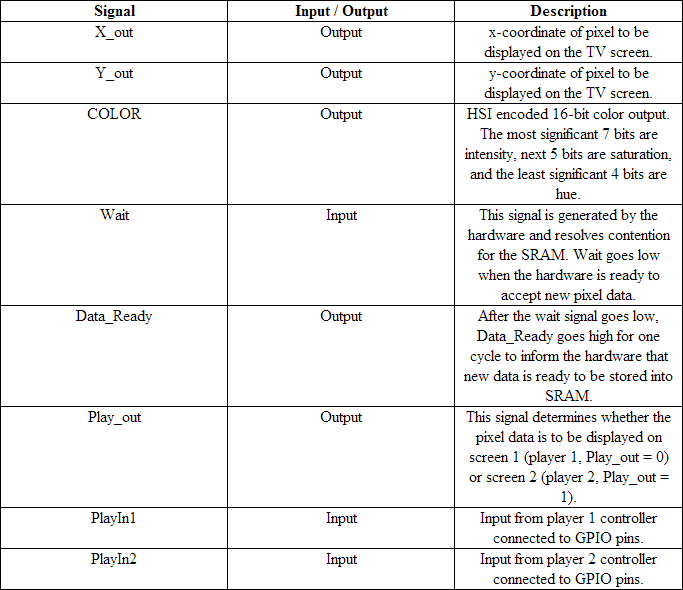 Signal Input / Output Description
X_out Output x-coordinate of pixel to be
displayed on the TV screen.
Y_out Output y-coordinate of pixel to be
displayed on the TV screen.
COLOR Output HSI encoded 16-bit color output.
The most significant 7 bits are
intensity, next 5 bits are saturation,
and the least significant 4 bits are
hue.
Wait Input This signal is generated by the
hardware and resolves contention
for the SRAM. Wait goes low
when the hardware is ready to
accept new pixel data.
Data_Ready Output After the wait signal goes low,
Data_Ready goes high for one
cycle to inform the hardware that
new data is ready to be stored into
SRAM.
Play_out Output This signal determines whether the
pixel data is to be displayed on
screen 1 (player 1, Play_out = 0)
or screen 2 (player 2, Play_out =
1).
PlayIn1 Input Input from player 1 controller
connected to GPIO pins.
PlayIn2 Input Input from player 2 controller
connected to GPIO pins.